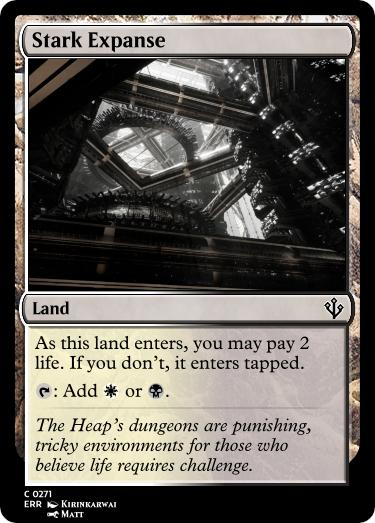 Stark Expanse
Land
As this land enters, you may pay 2
life. If you don't, it enters tapped.
: Add or .
The Heap's dungeons are punishing,
tricky environments for those who
believe life requires challenge.
C 0271
ERR Kirinkarwai
Matt